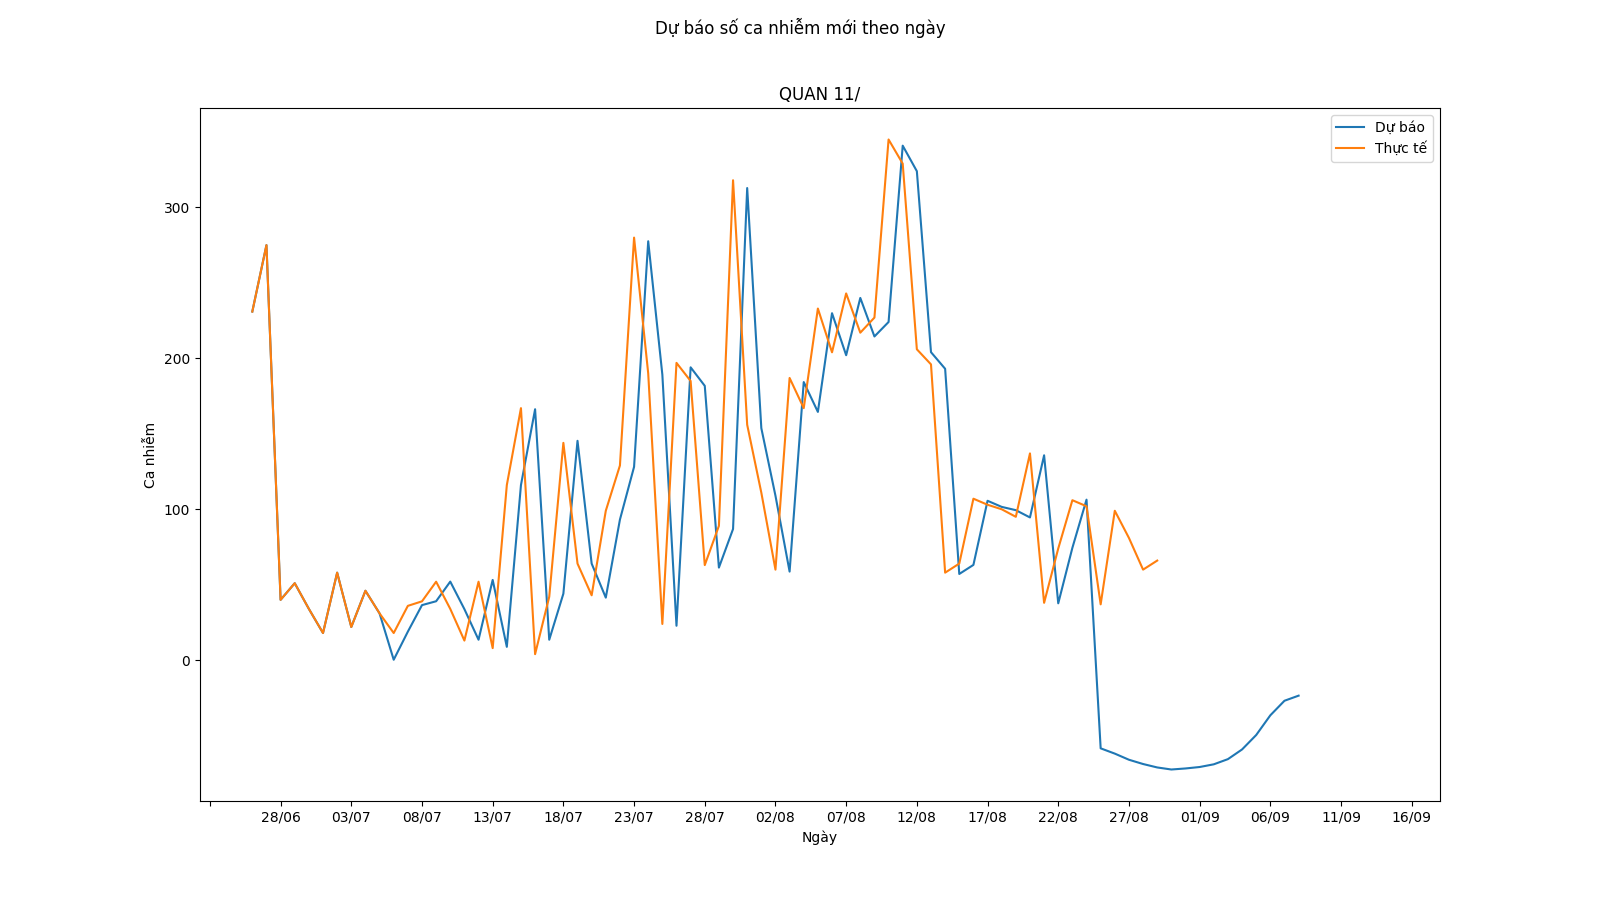 Dự báo số ca nhiễm mới theo ngày
QUAN 11/
Dự báo
Thực tế
300
200
100
0
Ca nhiễm
28/06 03/07 08/07 13/07 18/07 23/07 28/07 02/08 07/08 12/08 17/08 22/08 27/08 01/09 06/09 11/09 16/09
Ngày